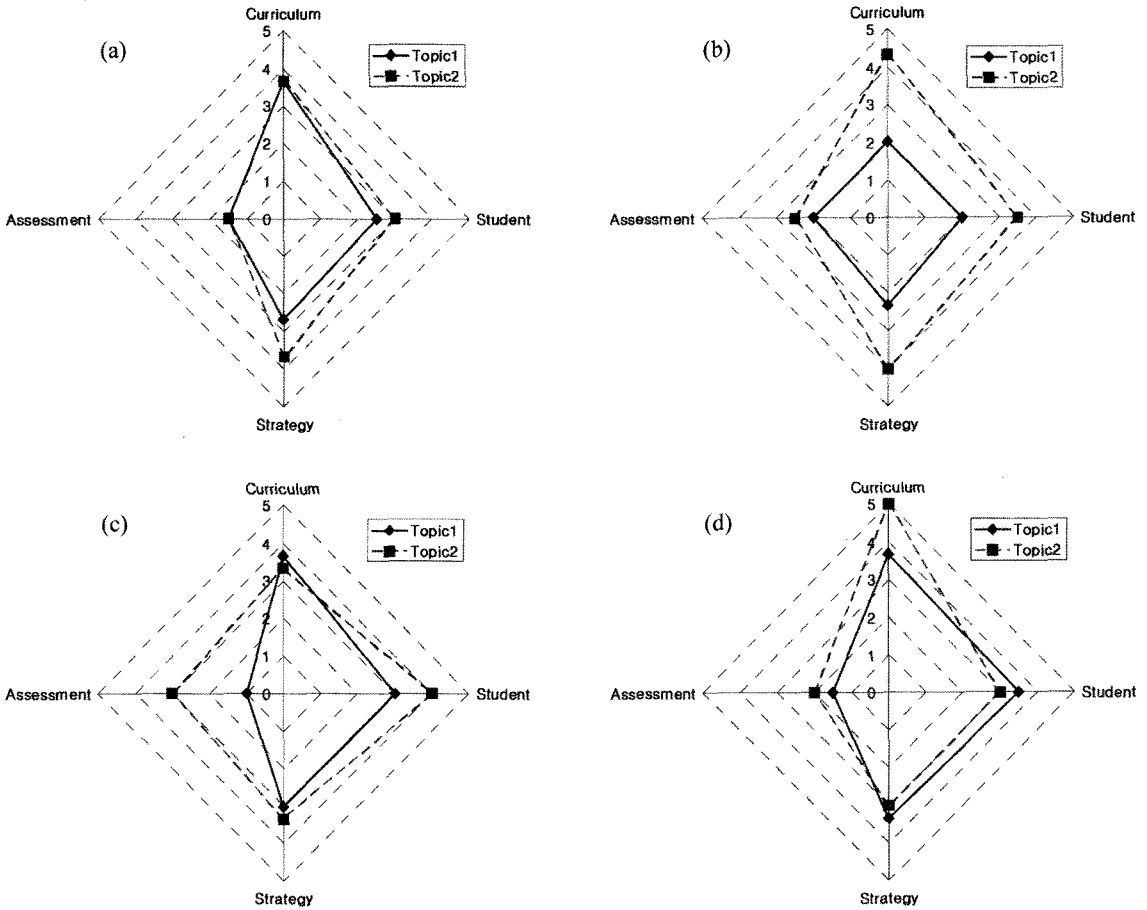 (a)
Curriculum
5
4
3
2
1
0
Topic1
Topic2
Assessment
Student
Strategy
(b)
Curriculum
5
4
3
2
1
0
Topic1
Topic2
Assessment
Student
Strategy
(c)
Curriculum
5
4
3
2
1
0
Topic1
Topic2
Assessment
Student
Strategy
(d)
Curriculum
5
4
3
2
1
0
Topic1
Topic2
Assessment
Student
Strategy